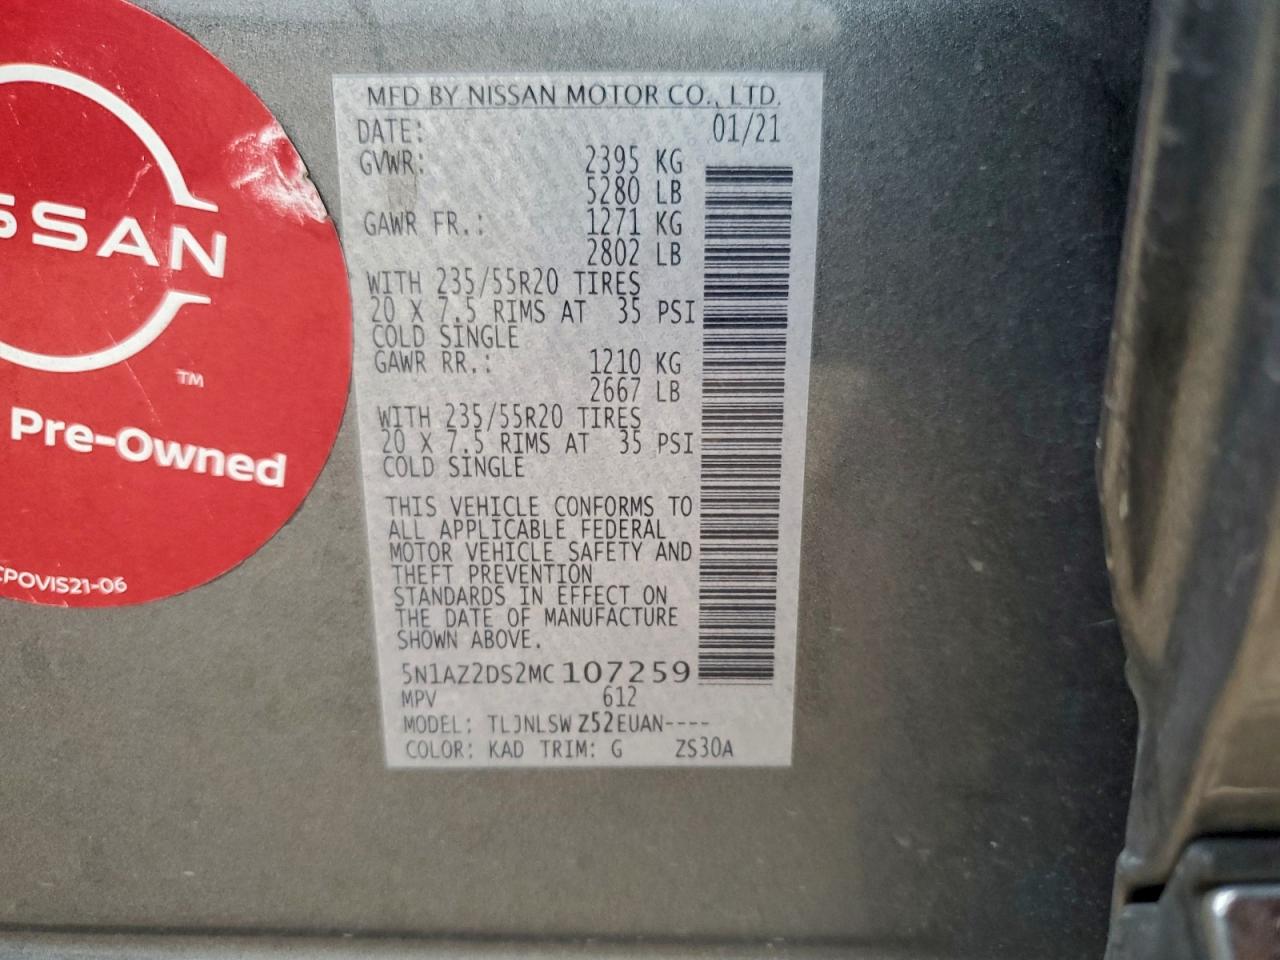 SSAN
TM
Pre-Owned
CPOVIS21-06
MFD BY NISSAN MOTOR CO., LTD.
DATE: 01/21
GVWR: 2395 KG
5280 LB
GAWR FR.: 1271 KG
2802 LB
WITH 235/55R20 TIRES
20 X 7.5 RIMS AT 35 PSI
COLD SINGLE
GAWR RR.: 1210 KG
2667 LB
WITH 235/55R20 TIRES
20 X 7.5 RIMS AT 35 PSI
COLD SINGLE
THIS VEHICLE CONFORMS TO
ALL APPLICABLE FEDERAL
MOTOR VEHICLE SAFETY AND
THEFT PREVENTION
STANDARDS IN EFFECT ON
THE DATE OF MANUFACTURE
SHOWN ABOVE.
5N1AZ2DS2MC107259
MPV 612
MODEL: TLJNLSWZ52EUAN----
COLOR: KAD TRIM: G ZS30A